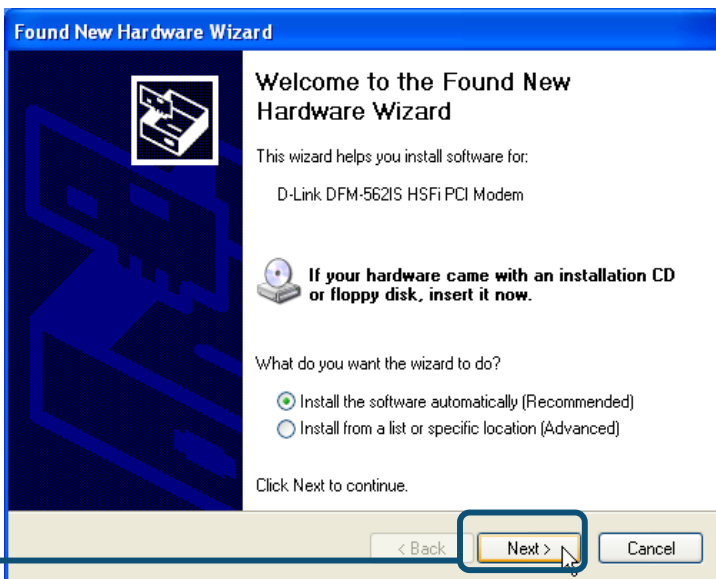 Found New Hardware Wizard
Welcome to the Found New
Hardware Wizard
This wizard helps you install software for:
D-Link DFM-562IS HSFi PCI Modem
If your hardware came with an installation CD
or floppy disk, insert it now.
What do you want the wizard to do?
Install the software automatically (Recommended)
Install from a list or specific location (Advanced)
Click Next to continue.
< Back
Next >
Cancel